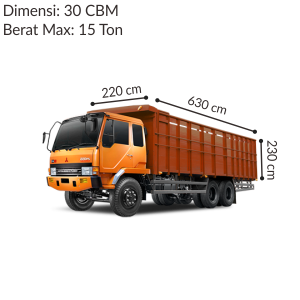 Dimensi: 30 CBM
Berat Max: 15 Ton
220 cm
630 cm
230 cm